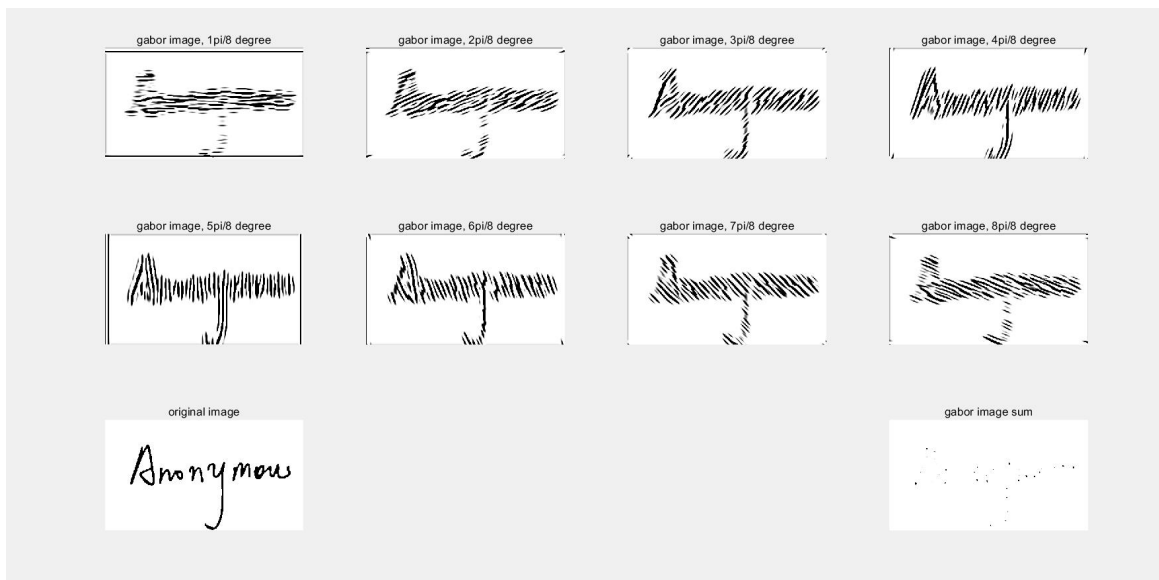 gabor image, 1pi/8 degree
gabor image, 2pi/8 degree
gabor image, 3pi/8 degree
gabor image, 4pi/8 degree
gabor image, 5pi/8 degree
gabor image, 6pi/8 degree
gabor image, 7pi/8 degree
gabor image, 8pi/8 degree
original image
gabor image sum
Anonymous